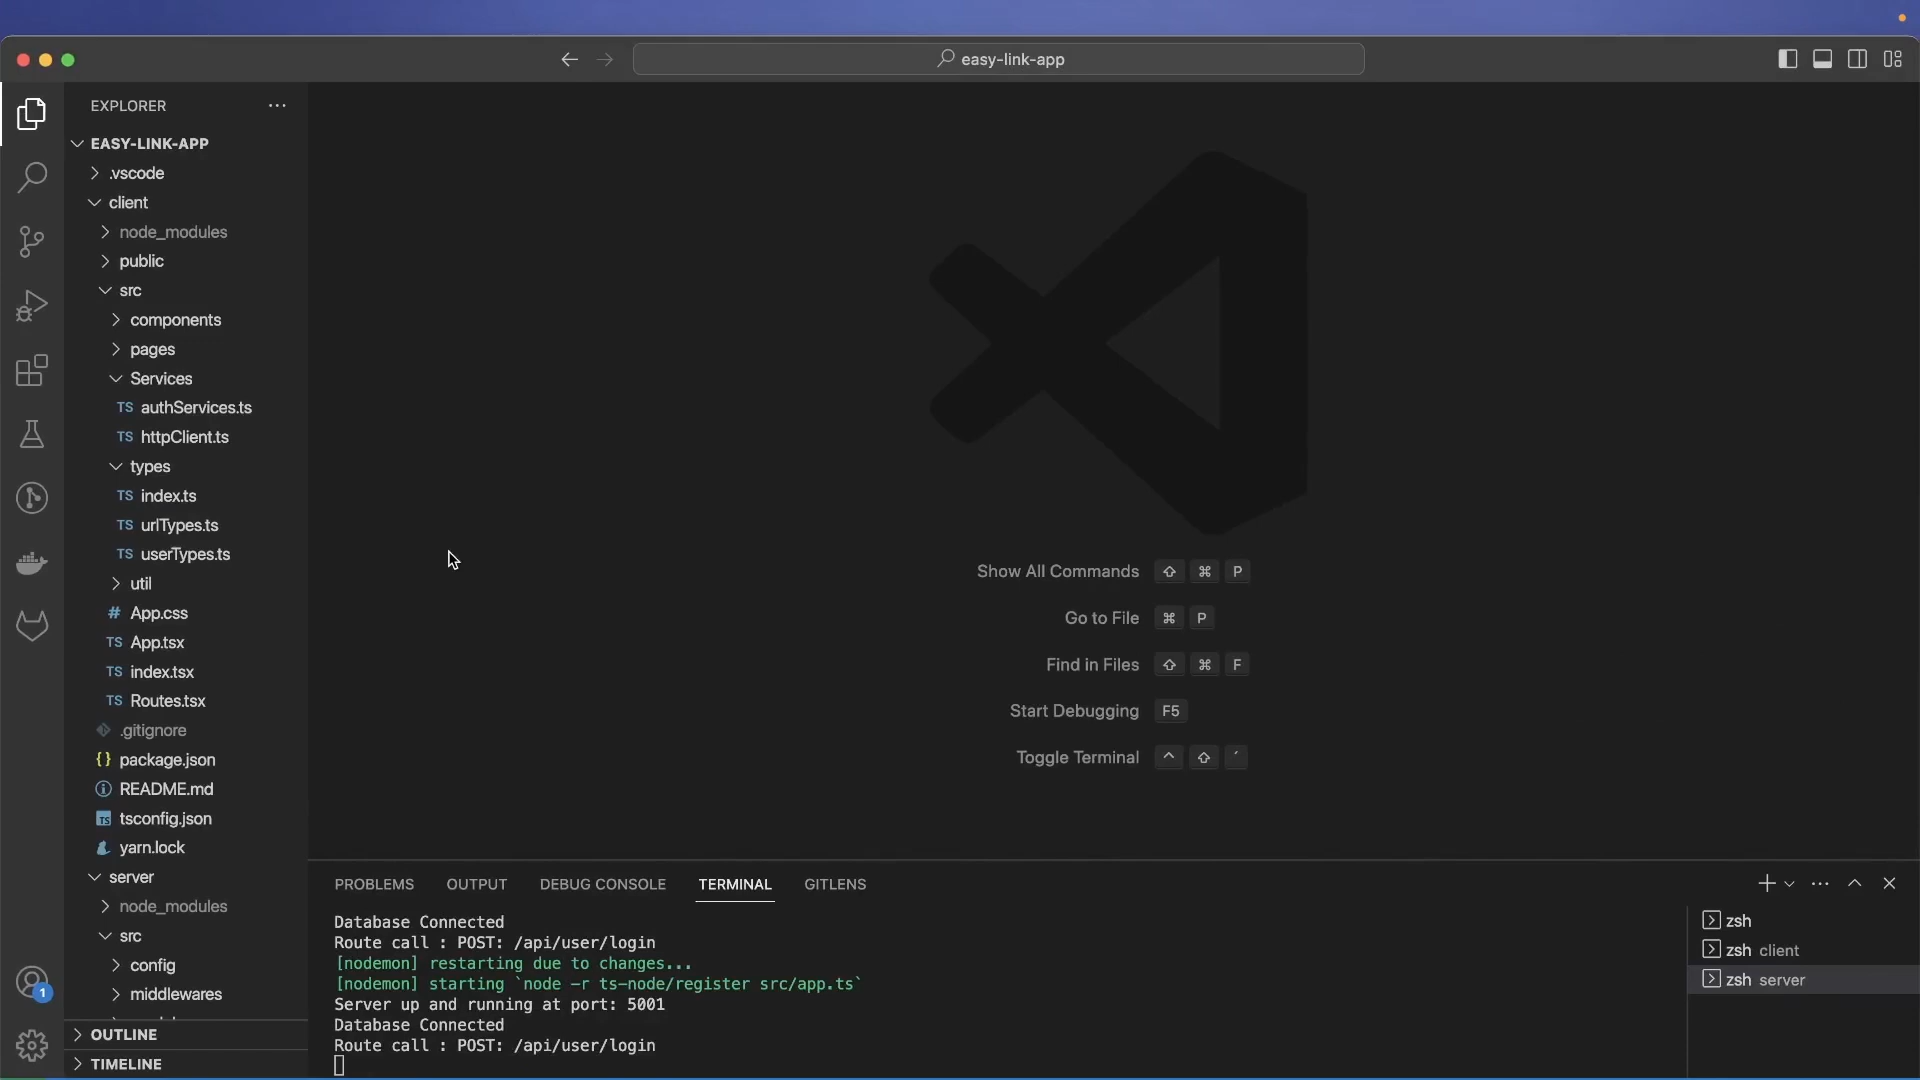 easy-link-app
EXPLORER
EASY-LINK-APP
.vscode
client
node_modules
public
src
components
pages
Services
TS authServices.ts
TS httpClient.ts
types
TS index.ts
TS urlTypes.ts
TS userTypes.ts
util
# App.css
TS App.tsx
TS index.tsx
TS Routes.tsx
.gitignore
{} package.json
README.md
TS tsconfig.json
yarn.lock
server
node_modules
src
config
middlewares
OUTLINE
TIMELINE
1
Show All Commands ⇧ ⌘ P
Go to File ⌘ P
Find in Files ⇧ ⌘ F
Start Debugging F5
Toggle Terminal ^ ⇧ ´
PROBLEMS OUTPUT DEBUG CONSOLE TERMINAL GITLENS
Database Connected
Route call : POST: /api/user/login
[nodemon] restarting due to changes...
[nodemon] starting `node -r ts-node/register src/app.ts`
Server up and running at port: 5001
Database Connected
Route call : POST: /api/user/login
zsh
zsh client
zsh server